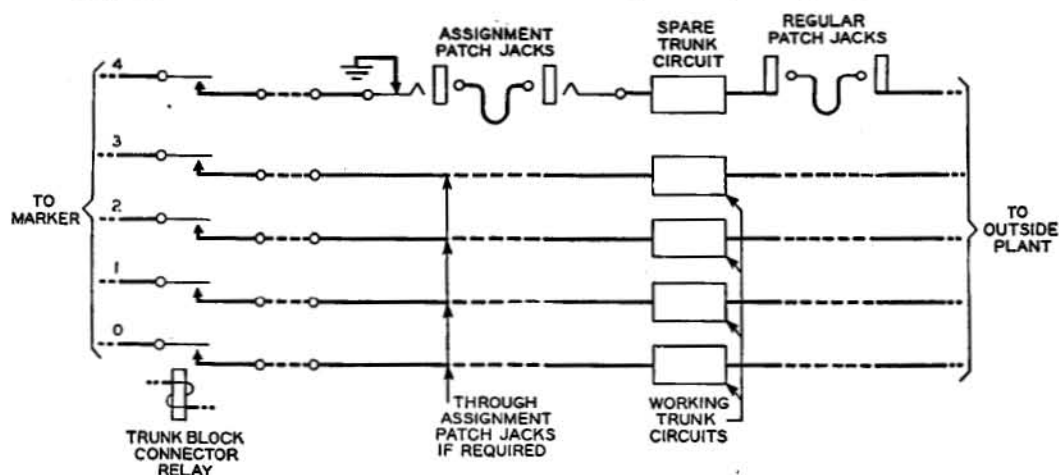 ASSIGNMENT
PATCH JACKS
SPARE
TRUNK
CIRCUIT
REGULAR
PATCH JACKS
4
3
TO
MARKER
2
TO
OUTSIDE
PLANT
1
0
TRUNK BLOCK
CONNECTOR
RELAY
THROUGH
ASSIGNMENT
PATCH JACKS
IF REQUIRED
WORKING
TRUNK
CIRCUITS